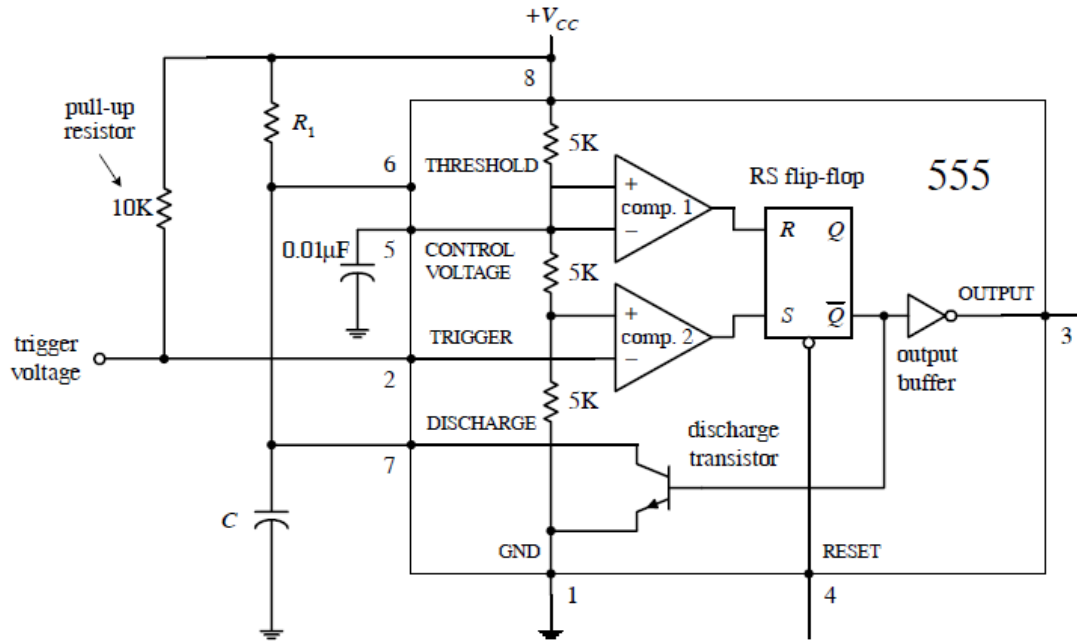 +V_CC
8
pull-up
resistor
R_1
5K
6
THRESHOLD
RS flip-flop
555
10K
+
comp. 1
−
R
Q
0.01µF
5
CONTROL
VOLTAGE
5K
+
comp. 2
−
S
Q̅
OUTPUT
3
trigger
voltage
TRIGGER
2
output
buffer
5K
DISCHARGE
7
discharge
transistor
C
GND
RESET
1
4